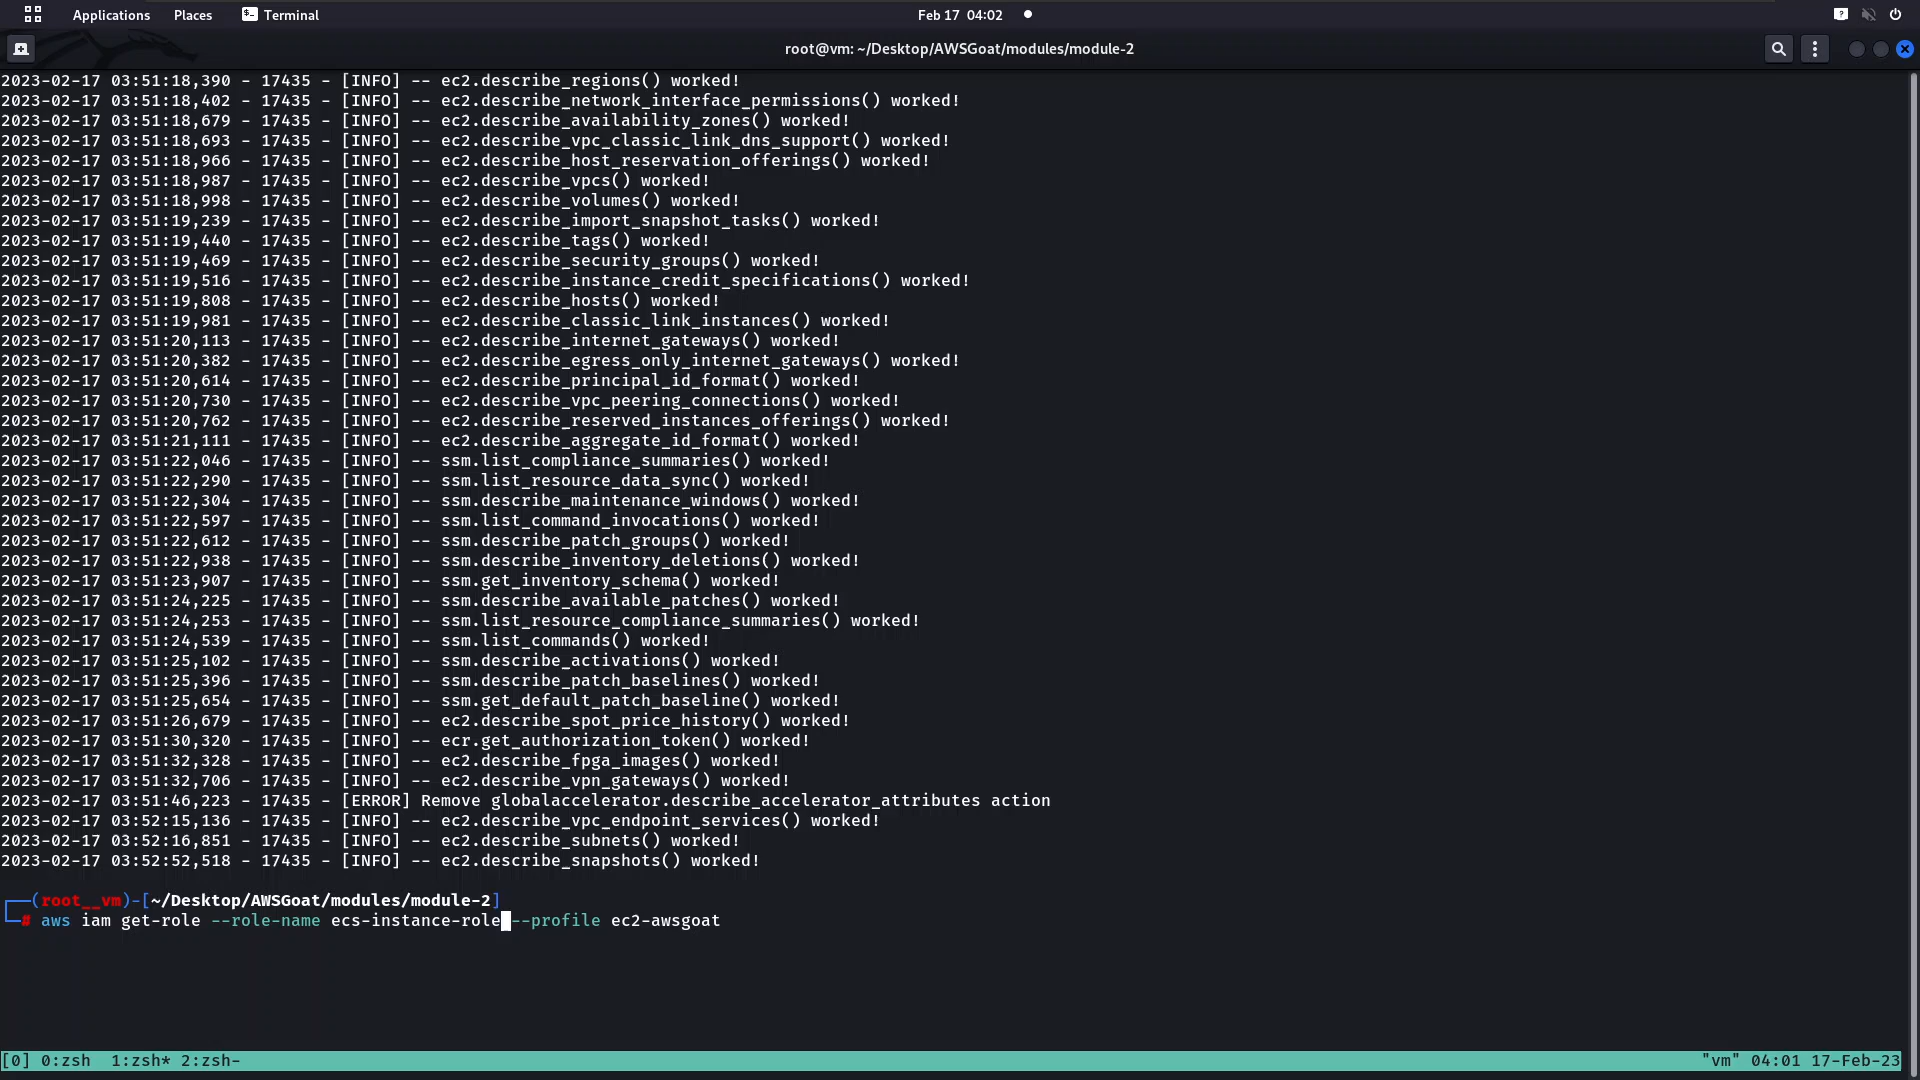 Applications Places Terminal Feb 17 04:02
root@vm: ~/Desktop/AWSGoat/modules/module-2
2023-02-17 03:51:18,390 - 17435 - [INFO] -- ec2.describe_regions() worked!
2023-02-17 03:51:18,402 - 17435 - [INFO] -- ec2.describe_network_interface_permissions() worked!
2023-02-17 03:51:18,679 - 17435 - [INFO] -- ec2.describe_availability_zones() worked!
2023-02-17 03:51:18,693 - 17435 - [INFO] -- ec2.describe_vpc_classic_link_dns_support() worked!
2023-02-17 03:51:18,966 - 17435 - [INFO] -- ec2.describe_host_reservation_offerings() worked!
2023-02-17 03:51:18,987 - 17435 - [INFO] -- ec2.describe_vpcs() worked!
2023-02-17 03:51:18,998 - 17435 - [INFO] -- ec2.describe_volumes() worked!
2023-02-17 03:51:19,239 - 17435 - [INFO] -- ec2.describe_import_snapshot_tasks() worked!
2023-02-17 03:51:19,440 - 17435 - [INFO] -- ec2.describe_tags() worked!
2023-02-17 03:51:19,469 - 17435 - [INFO] -- ec2.describe_security_groups() worked!
2023-02-17 03:51:19,516 - 17435 - [INFO] -- ec2.describe_instance_credit_specifications() worked!
2023-02-17 03:51:19,808 - 17435 - [INFO] -- ec2.describe_hosts() worked!
2023-02-17 03:51:19,981 - 17435 - [INFO] -- ec2.describe_classic_link_instances() worked!
2023-02-17 03:51:20,113 - 17435 - [INFO] -- ec2.describe_internet_gateways() worked!
2023-02-17 03:51:20,382 - 17435 - [INFO] -- ec2.describe_egress_only_internet_gateways() worked!
2023-02-17 03:51:20,614 - 17435 - [INFO] -- ec2.describe_principal_id_format() worked!
2023-02-17 03:51:20,730 - 17435 - [INFO] -- ec2.describe_vpc_peering_connections() worked!
2023-02-17 03:51:20,762 - 17435 - [INFO] -- ec2.describe_reserved_instances_offerings() worked!
2023-02-17 03:51:21,111 - 17435 - [INFO] -- ec2.describe_aggregate_id_format() worked!
2023-02-17 03:51:22,046 - 17435 - [INFO] -- ssm.list_compliance_summaries() worked!
2023-02-17 03:51:22,290 - 17435 - [INFO] -- ssm.list_resource_data_sync() worked!
2023-02-17 03:51:22,304 - 17435 - [INFO] -- ssm.describe_maintenance_windows() worked!
2023-02-17 03:51:22,597 - 17435 - [INFO] -- ssm.list_command_invocations() worked!
2023-02-17 03:51:22,612 - 17435 - [INFO] -- ssm.describe_patch_groups() worked!
2023-02-17 03:51:22,938 - 17435 - [INFO] -- ssm.describe_inventory_deletions() worked!
2023-02-17 03:51:23,907 - 17435 - [INFO] -- ssm.get_inventory_schema() worked!
2023-02-17 03:51:24,225 - 17435 - [INFO] -- ssm.describe_available_patches() worked!
2023-02-17 03:51:24,253 - 17435 - [INFO] -- ssm.list_resource_compliance_summaries() worked!
2023-02-17 03:51:24,539 - 17435 - [INFO] -- ssm.list_commands() worked!
2023-02-17 03:51:25,102 - 17435 - [INFO] -- ssm.describe_activations() worked!
2023-02-17 03:51:25,396 - 17435 - [INFO] -- ssm.describe_patch_baselines() worked!
2023-02-17 03:51:25,654 - 17435 - [INFO] -- ssm.get_default_patch_baseline() worked!
2023-02-17 03:51:26,679 - 17435 - [INFO] -- ec2.describe_spot_price_history() worked!
2023-02-17 03:51:30,320 - 17435 - [INFO] -- ecr.get_authorization_token() worked!
2023-02-17 03:51:32,328 - 17435 - [INFO] -- ec2.describe_fpga_images() worked!
2023-02-17 03:51:32,706 - 17435 - [INFO] -- ec2.describe_vpn_gateways() worked!
2023-02-17 03:51:46,223 - 17435 - [ERROR] Remove globalaccelerator.describe_accelerator_attributes action
2023-02-17 03:52:15,136 - 17435 - [INFO] -- ec2.describe_vpc_endpoint_services() worked!
2023-02-17 03:52:16,851 - 17435 - [INFO] -- ec2.describe_subnets() worked!
2023-02-17 03:52:52,518 - 17435 - [INFO] -- ec2.describe_snapshots() worked!
┌──(root__vm)-[~/Desktop/AWSGoat/modules/module-2]
└─# aws iam get-role --role-name ecs-instance-role --profile ec2-awsgoat
[0] 0:zsh 1:zsh* 2:zsh- "vm" 04:01 17-Feb-23